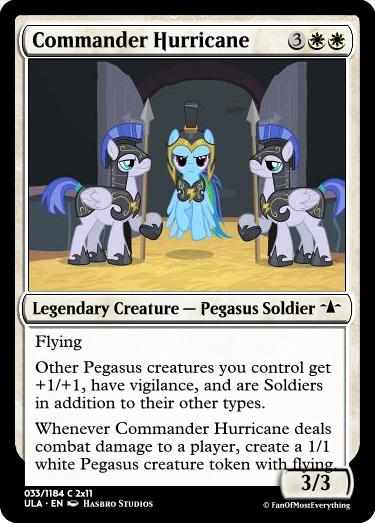 Commander Hurricane 3
Legendary Creature — Pegasus Soldier
Flying
Other Pegasus creatures you control get
+1/+1, have vigilance, and are Soldiers
in addition to their other types.
Whenever Commander Hurricane deals
combat damage to a player, create a 1/1
white Pegasus creature token with flying.
3/3
033/1184 C 2x11
ULA · EN Hasbro Studios
© FanOfMostEverything